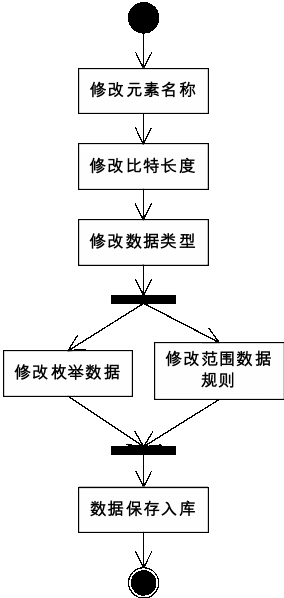 修改元素名称
修改比特长度
修改数据类型
修改枚举数据
修改范围数据
规则
数据保存入库